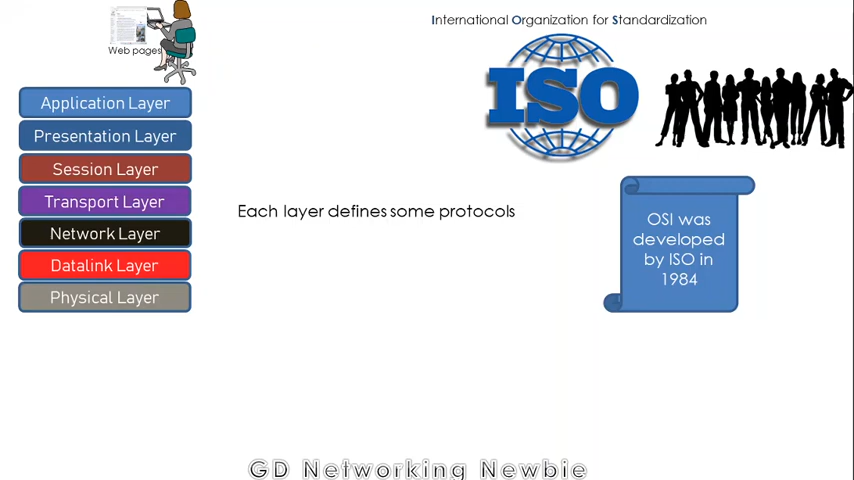 International Organization for Standardization
Web pages
ISO
Application Layer
Presentation Layer
Session Layer
Transport Layer
Network Layer
Datalink Layer
Physical Layer
Each layer defines some protocols
OSI was
developed
by ISO in
1984
GD Networking Newbie